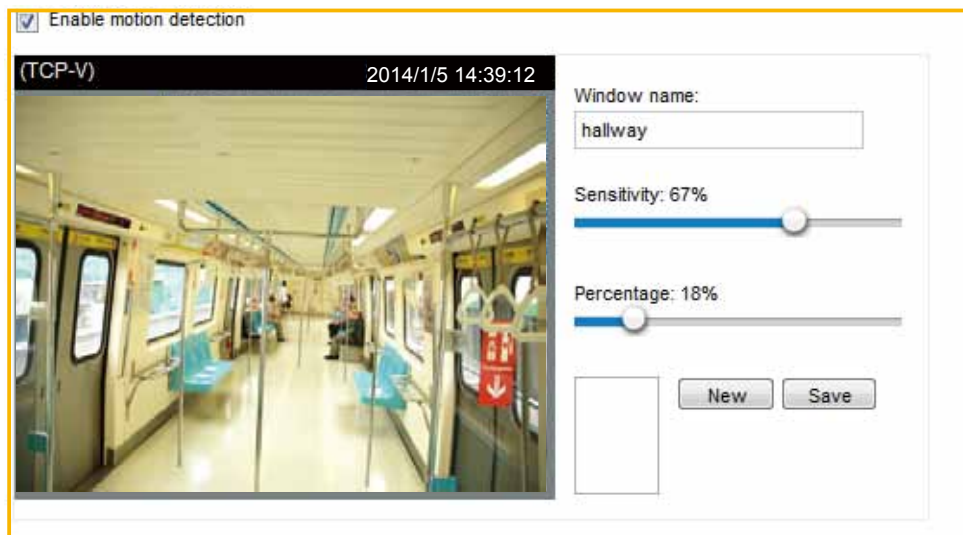 Enable motion detection
(TCP-V)
2014/1/5 14:39:12
Window name:
hallway
Sensitivity: 67%
Percentage: 18%
New
Save